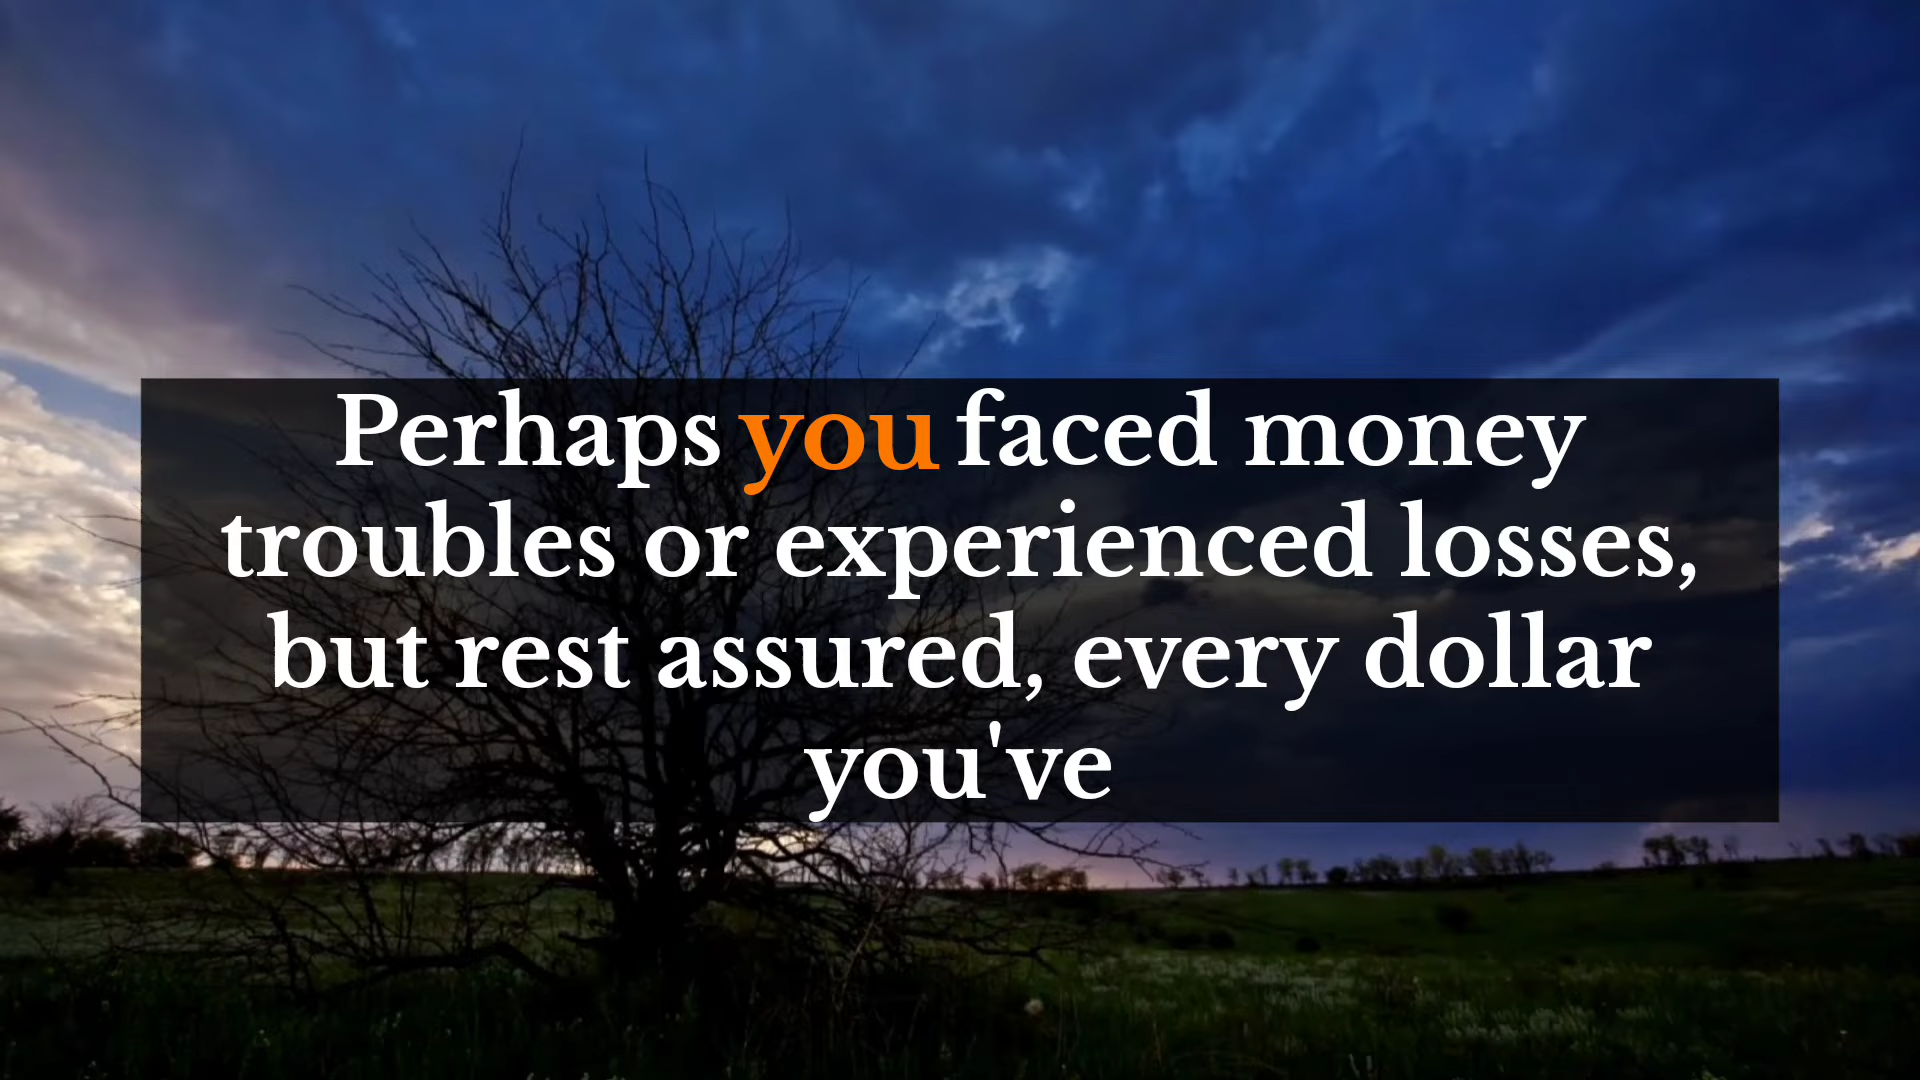 Perhaps you faced money
troubles or experienced losses,
but rest assured, every dollar
you've